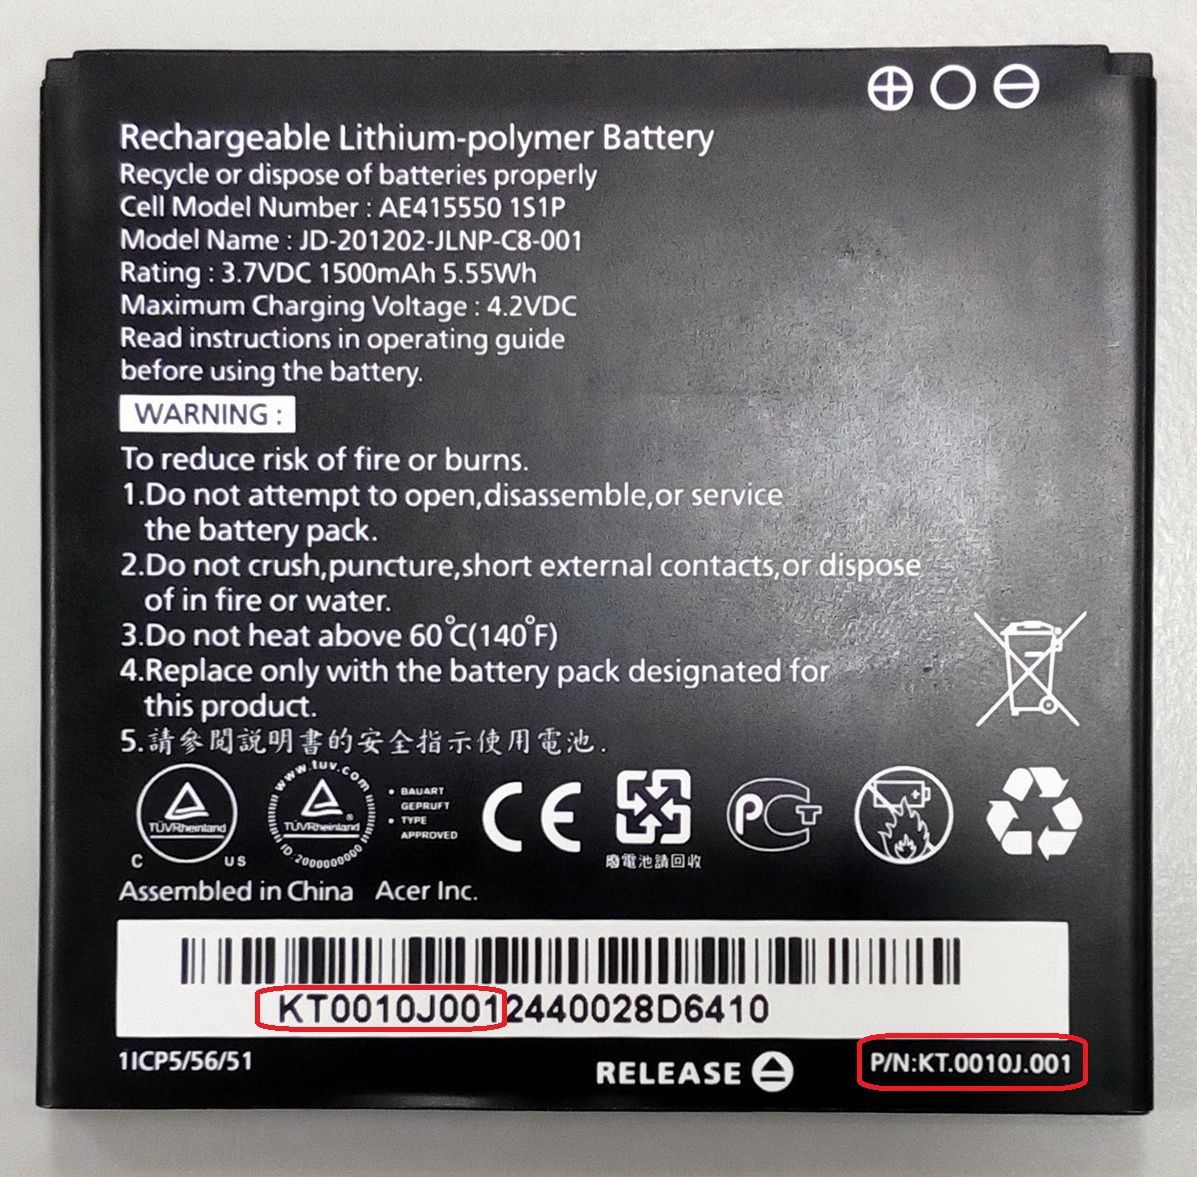 Rechargeable Lithium-polymer Battery
Recycle or dispose of batteries properly
Cell Model Number : AE415550 1S1P
Model Name : JD-201202-JLNP-C8-001
Rating : 3.7VDC 1500mAh 5.55Wh
Maximum Charging Voltage : 4.2VDC
Read instructions in operating guide
before using the battery.
WARNING :
To reduce risk of fire or burns.
1.Do not attempt to open,disassemble,or service
the battery pack.
2.Do not crush,puncture,short external contacts,or dispose
of in fire or water.
3.Do not heat above 60°C(140°F)
4.Replace only with the battery pack designated for
this product.
5.請參閱説明書的安全指示使用電池.
TÜVRheinland
C US
www.tuv.com
TÜVRheinland®
ID:2000000000
• BAUART
GEPRUFT
• TYPE
APPROVED
CE
廢電池請回收
PCT
Assembled in China Acer Inc.
KT0010J0012440028D6410
1ICP5/56/51
RELEASE
P/N:KT.0010J.001